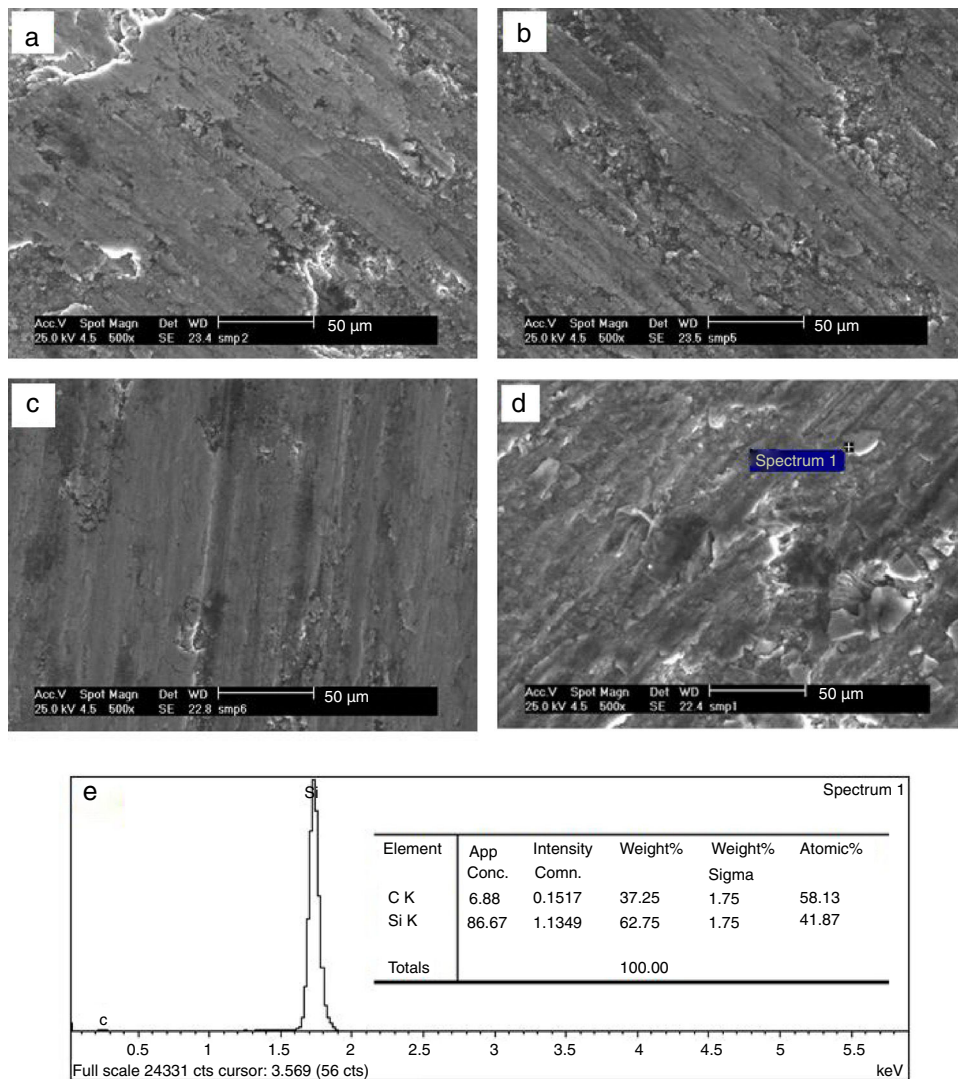 a
Acc.V Spot Magn Det WD 50 µm
25.0 kV 4.5 500x SE 23.4 smp2
b
Acc.V Spot Magn Det WD 50 µm
25.0 kV 4.5 500x SE 23.5 smp5
c
Acc.V Spot Magn Det WD 50 µm
25.0 kV 4.5 500x SE 22.8 smp6
d
Spectrum 1
Acc.V Spot Magn Det WD 50 µm
25.0 kV 4.5 500x SE 22.4 smp1
e
Si
Spectrum 1
Element App Intensity Weight% Weight% Atomic%
Conc. Comn. Sigma
C K 6.88 0.1517 37.25 1.75 58.13
Si K 86.67 1.1349 62.75 1.75 41.87
Totals 100.00
c
0.5 1 1.5 2 2.5 3 3.5 4 4.5 5 5.5
Full scale 24331 cts cursor: 3.569 (56 cts) keV